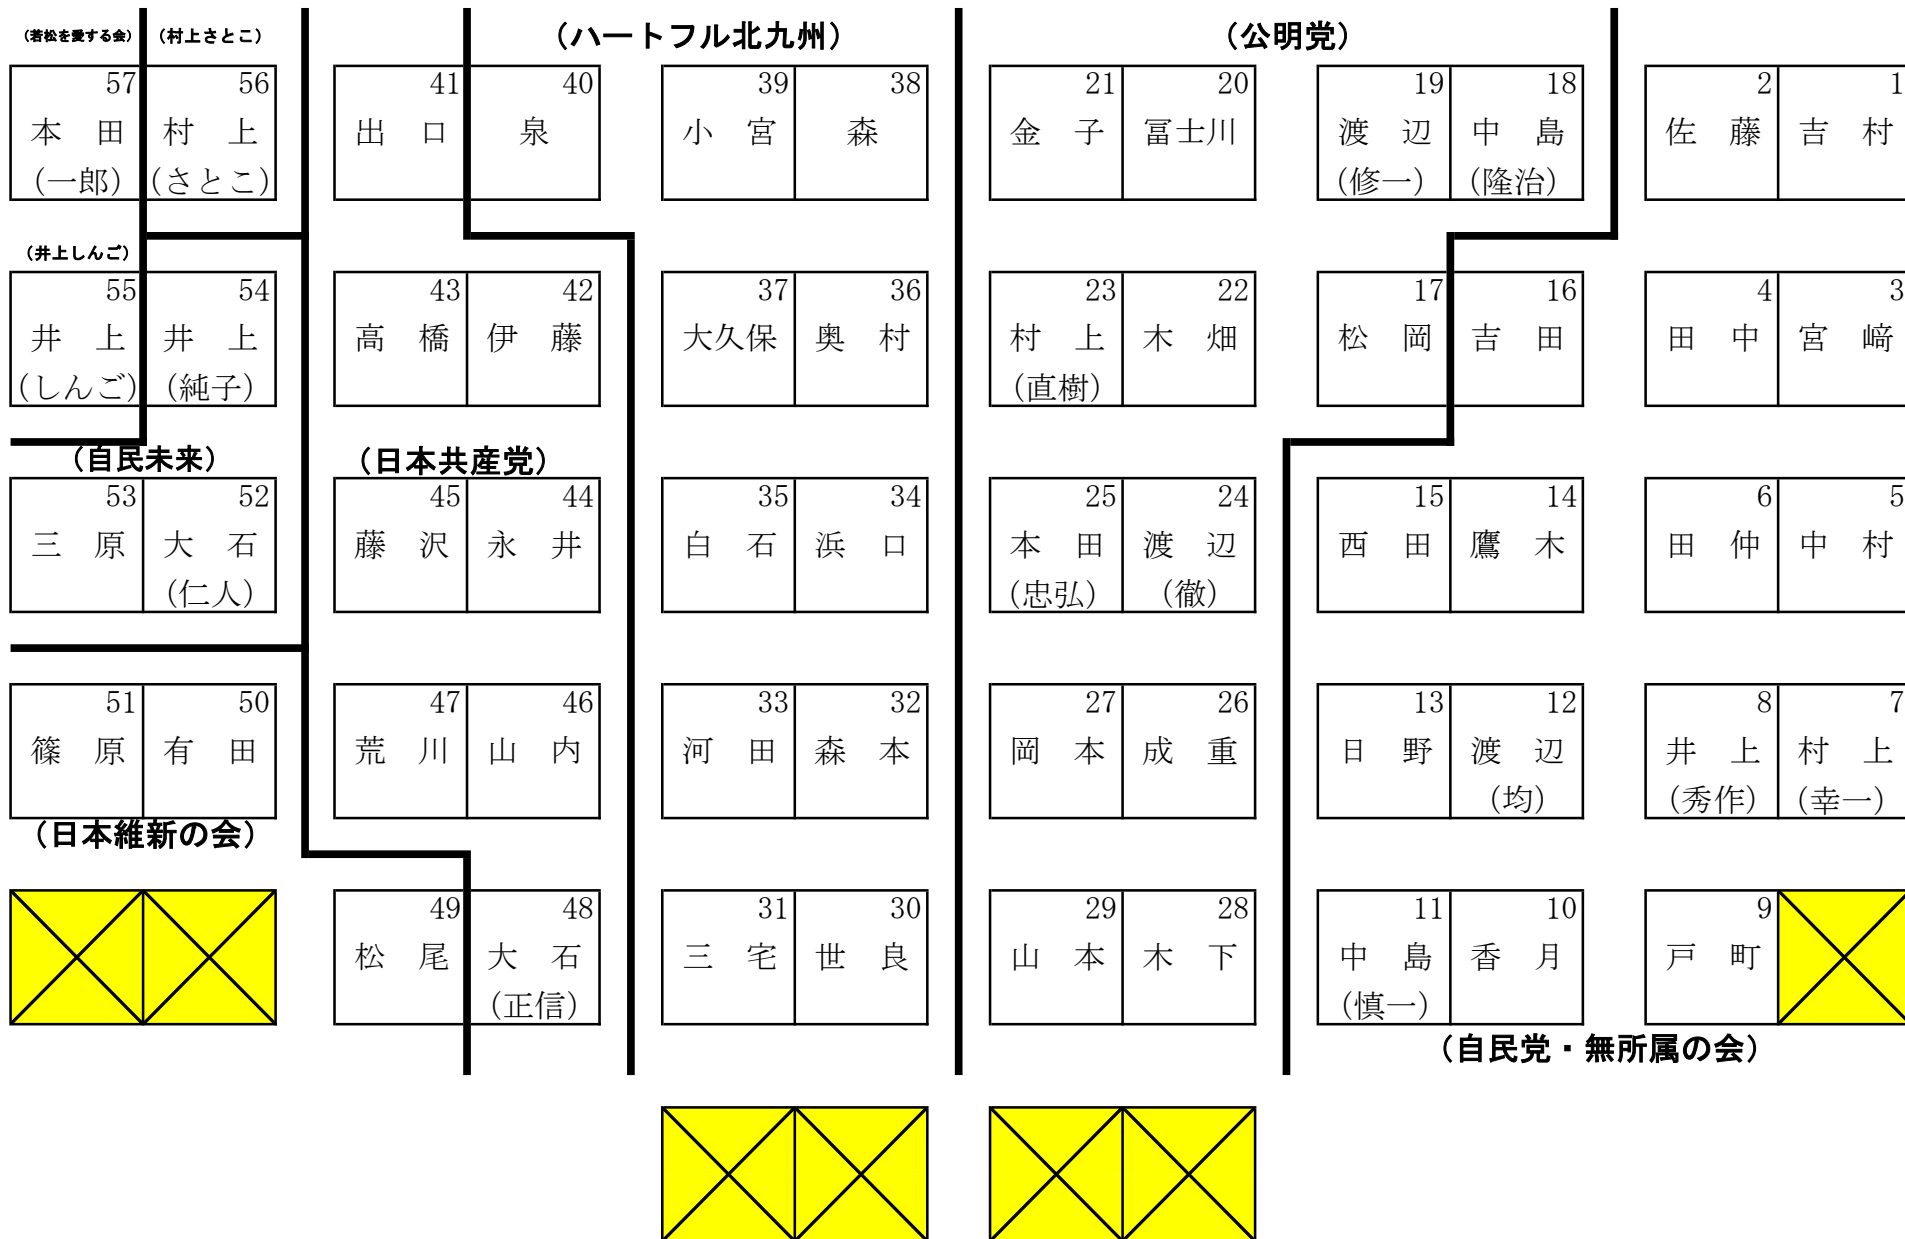 (若松を愛する会) (村上さとこ) (ハートフル北九州) (公明党)
57 56 41 40 39 38 21 20 19 18 2 1
本田 村上 出口 泉 小宮 森 金子 冨士川 渡辺 中島 佐藤 吉村
(一郎) (さとこ) (修一) (隆治)
(井上しんご)
55 54 43 42 37 36 23 22 17 16 4 3
井上 井上 高橋 伊藤 大久保 奥村 村上 木畑 松岡 吉田 田中 宮﨑
(しんご) (純子) (直樹)
(自民未来) (日本共産党)
53 52 45 44 35 34 25 24 15 14 6 5
三原 大石 藤沢 永井 白石 浜口 本田 渡辺 西田 鷹木 田仲 中村
(仁人) (忠弘) (徹)
51 50 47 46 33 32 27 26 13 12 8 7
篠原 有田 荒川 山内 河田 森本 岡本 成重 日野 渡辺 井上 村上
(均) (秀作) (幸一)
(日本維新の会)
49 48 31 30 29 28 11 10 9
松尾 大石 三宅 世良 山本 木下 中島 香月 戸町
(正信) (慎一)
(自民党・無所属の会)